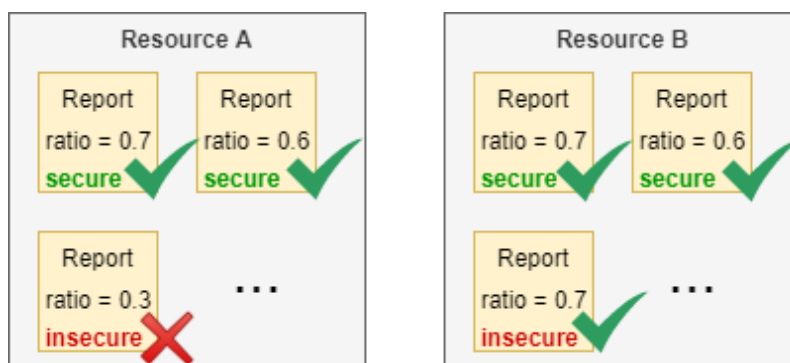 Resource A
Report
ratio = 0.7
secure
Report
ratio = 0.6
secure
Report
ratio = 0.3
insecure
...
Resource B
Report
ratio = 0.7
secure
Report
ratio = 0.6
secure
Report
ratio = 0.7
insecure
...